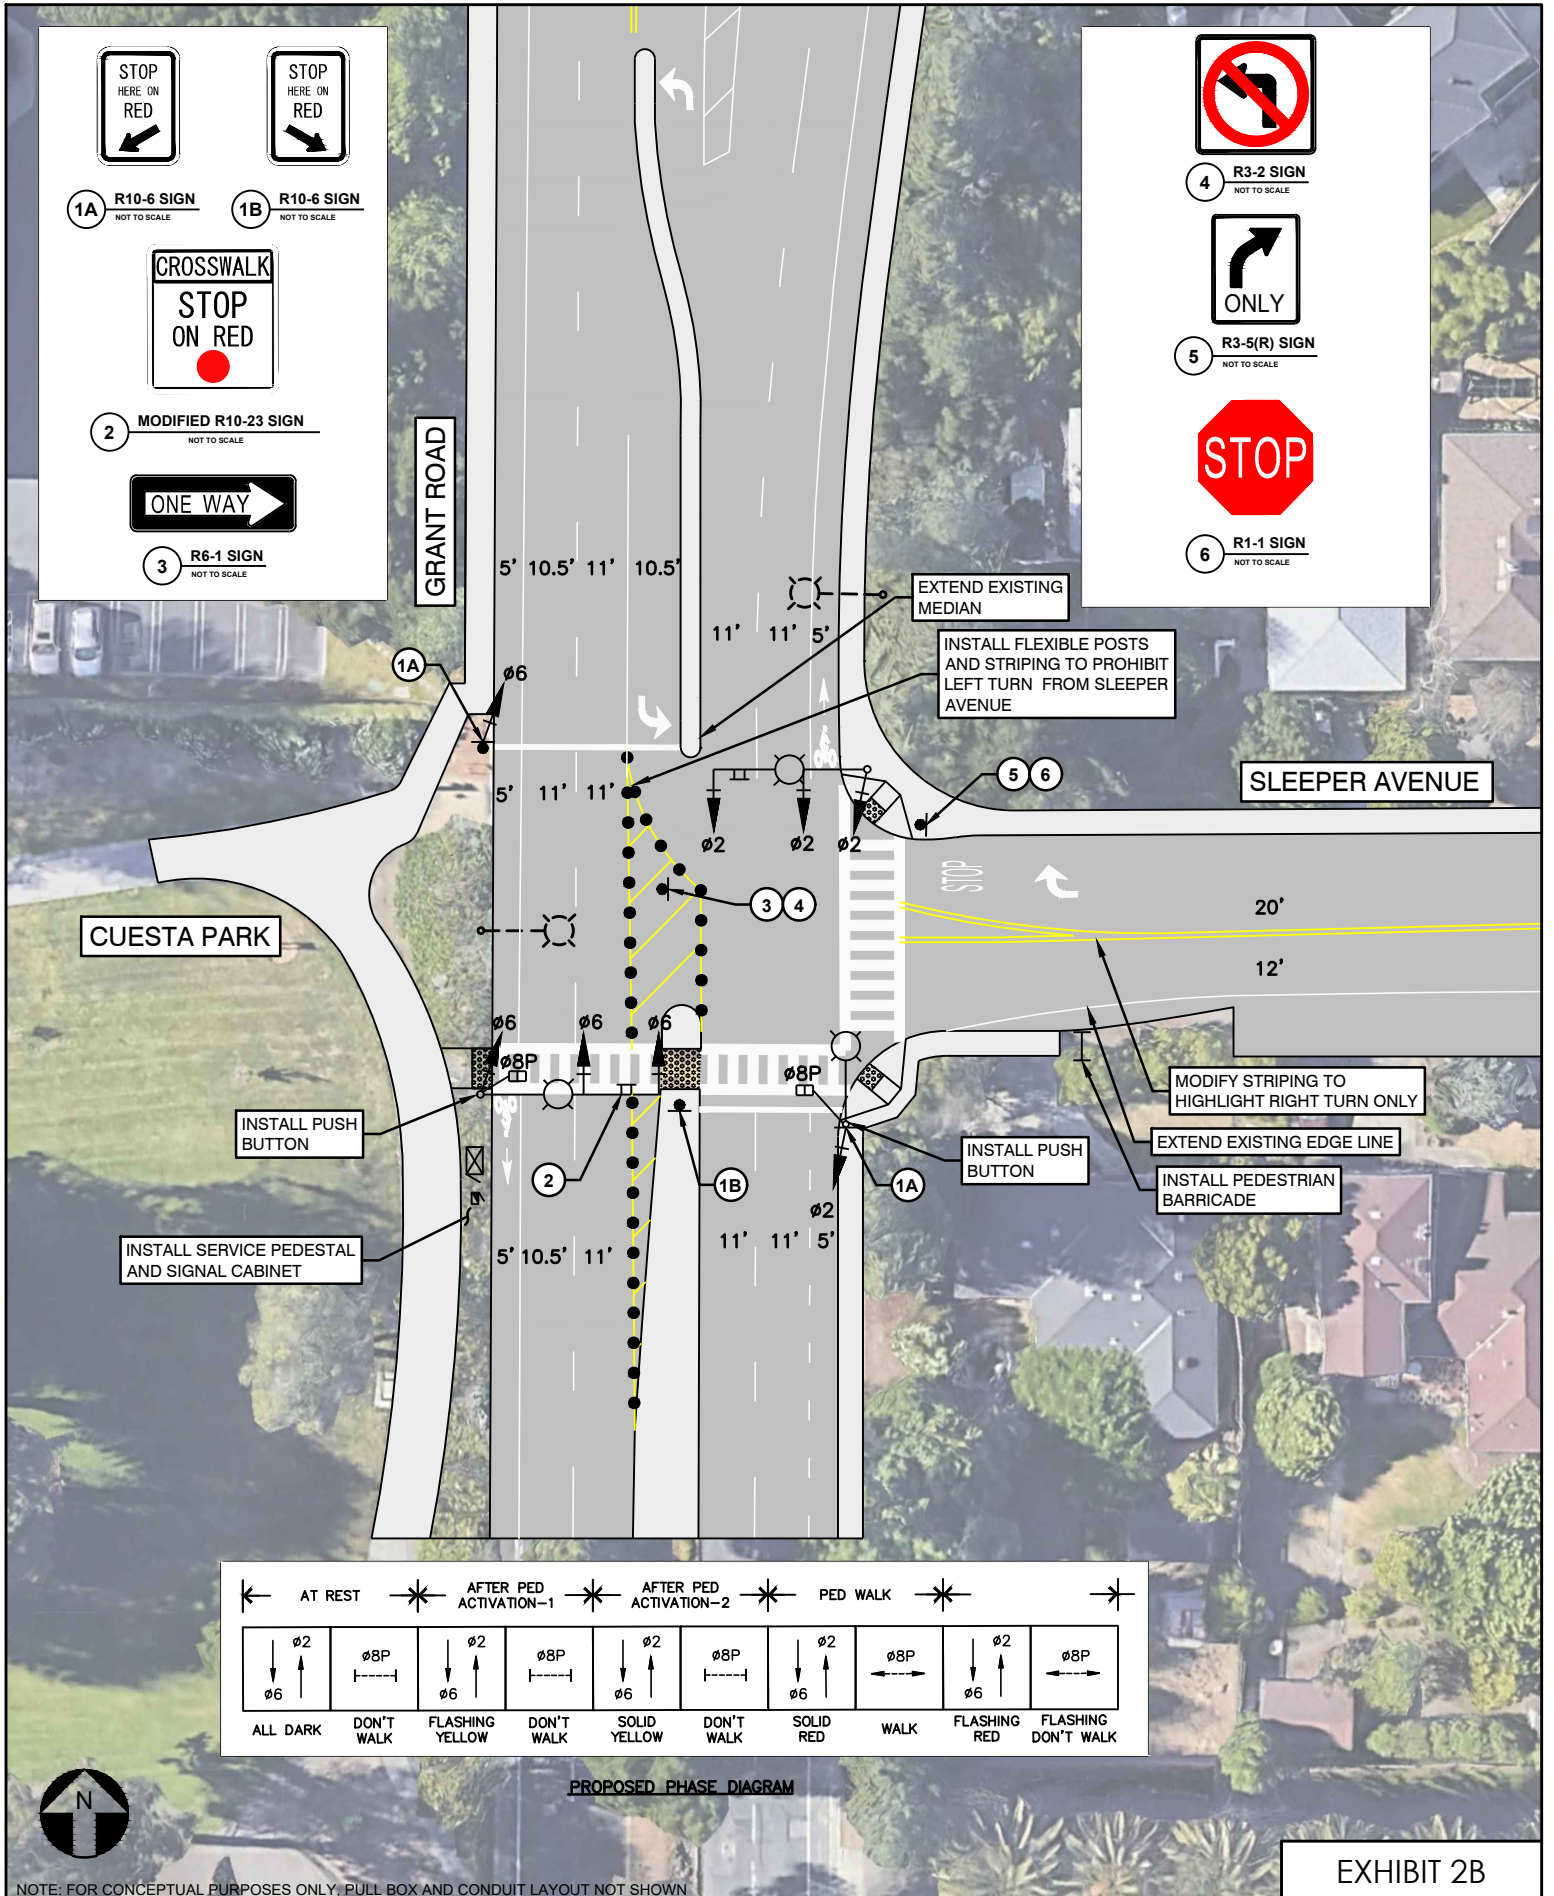 STOP
HERE ON
RED
STOP
HERE ON
RED
1A R10-6 SIGN
NOT TO SCALE
1B R10-6 SIGN
NOT TO SCALE
CROSSWALK
STOP
ON RED
2 MODIFIED R10-23 SIGN
NOT TO SCALE
ONE WAY
3 R6-1 SIGN
NOT TO SCALE
4 R3-2 SIGN
NOT TO SCALE
ONLY
5 R3-5(R) SIGN
NOT TO SCALE
STOP
6 R1-1 SIGN
NOT TO SCALE
GRANT ROAD
5' 10.5' 11' 10.5'
11' 11' 5'
EXTEND EXISTING
MEDIAN
INSTALL FLEXIBLE POSTS
AND STRIPING TO PROHIBIT
LEFT TURN FROM SLEEPER
AVENUE
1A
ø6
5' 11' 11'
ø2 ø2 ø2
5 6
SLEEPER AVENUE
STOP
3 4
20'
12'
CUESTA PARK
ø6 ø6 ø6
ø8P
ø8P
MODIFY STRIPING TO
HIGHLIGHT RIGHT TURN ONLY
EXTEND EXISTING EDGE LINE
INSTALL PEDESTRIAN
BARRICADE
INSTALL PUSH
BUTTON
INSTALL PUSH
BUTTON
2
1B
1A
ø2
INSTALL SERVICE PEDESTAL
AND SIGNAL CABINET
5' 10.5' 11'
11' 11' 5'
AT REST
AFTER PED
ACTIVATION-1
AFTER PED
ACTIVATION-2
PED WALK
ø2
ø6
ø8P
ø2
ø6
ø8P
ø2
ø6
ø8P
ø2
ø6
ø8P
ø2
ø6
ø8P
ALL DARK
DON'T
WALK
FLASHING
YELLOW
DON'T
WALK
SOLID
YELLOW
DON'T
WALK
SOLID
RED
WALK
FLASHING
RED
FLASHING
DON'T WALK
PROPOSED PHASE DIAGRAM
N
NOTE: FOR CONCEPTUAL PURPOSES ONLY, PULL BOX AND CONDUIT LAYOUT NOT SHOWN
EXHIBIT 2B